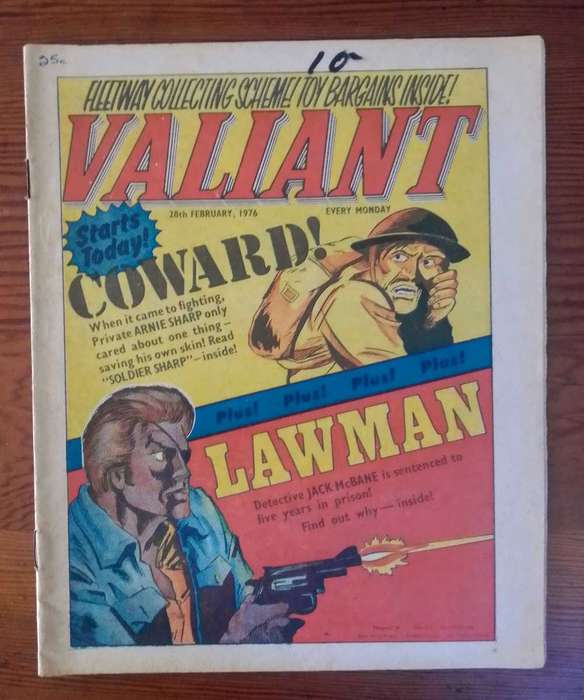 25c
10
FLEETWAY COLLECTING SCHEME! TOY BARGAINS INSIDE!
VALIANT
28th FEBRUARY, 1976
EVERY MONDAY
Starts
Today!
COWARD!
When it came to fighting,
Private ARNIE SHARP only
cared about one thing—
saving his own skin! Read
"SOLDIER SHARP"—inside!
Plus! Plus! Plus! Plus!
LAWMAN
Detective JACK McBANE is sentenced to
five years in prison!
Find out why—inside!